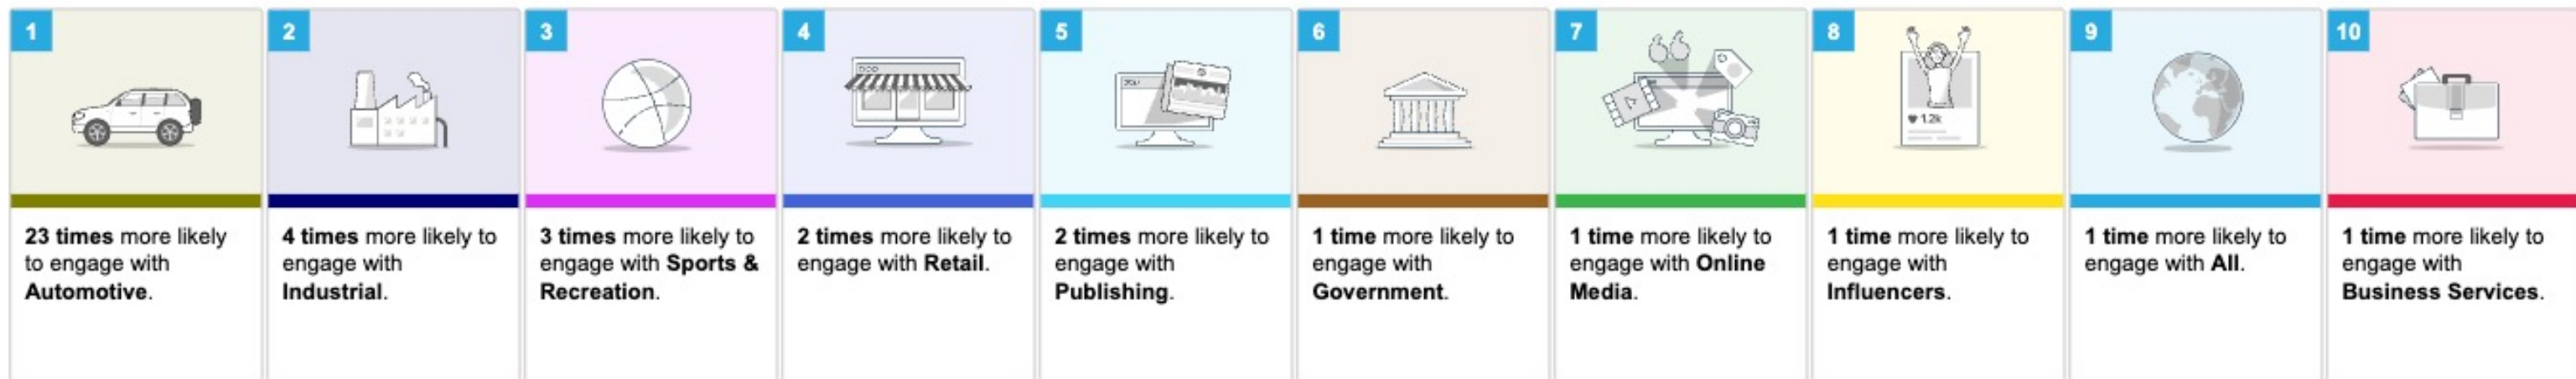 1
23 times more likely
to engage with
Automotive.
2
4 times more likely to
engage with
Industrial.
3
3 times more likely to
engage with Sports &
Recreation.
4
2 times more likely to
engage with Retail.
5
2 times more likely to
engage with
Publishing.
6
1 time more likely to
engage with
Government.
7
1 time more likely to
engage with Online
Media.
8
1.2k
1 time more likely to
engage with
Influencers.
9
1 time more likely to
engage with All.
10
1 time more likely to
engage with
Business Services.